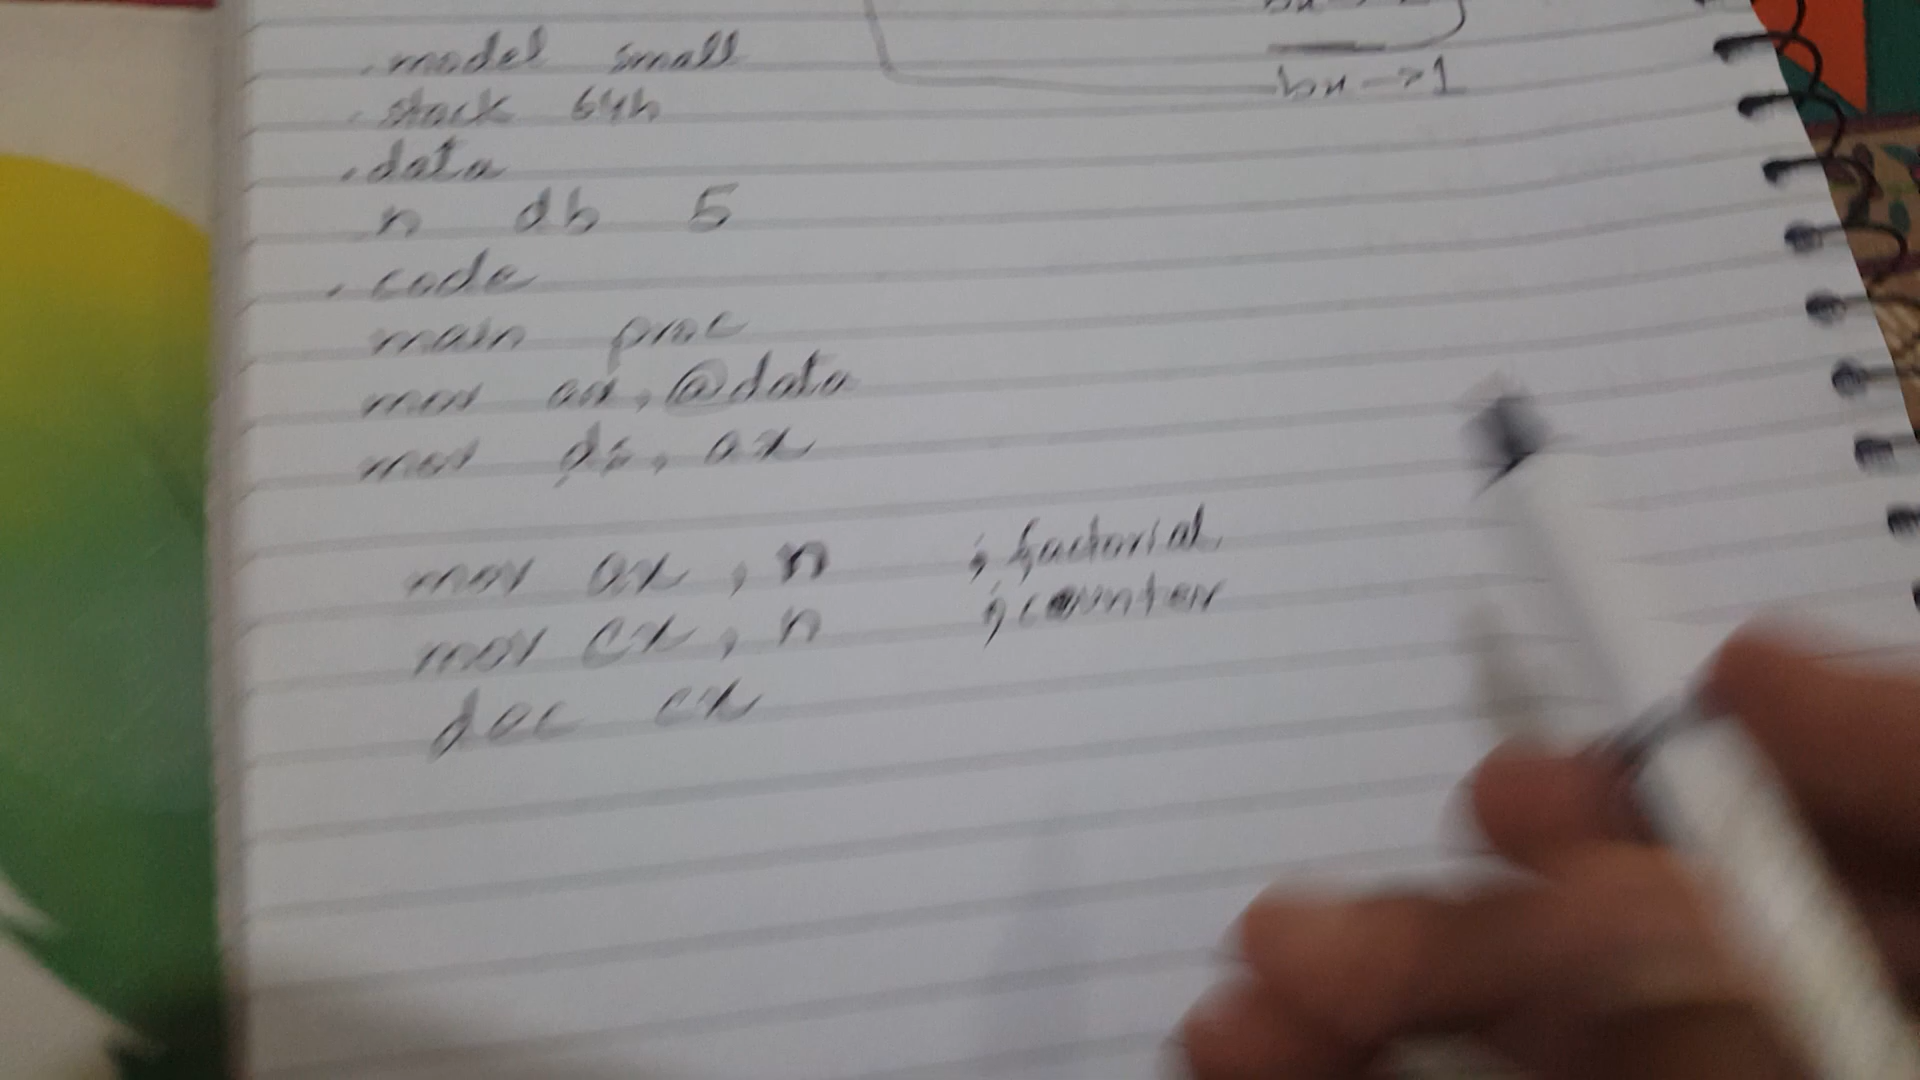 bx -> 1
.model small
.stack 64h
.data
n db 5
.code
main proc
mov ax, @data
mov ds, ax
mov ax, n ; factorial
mov cx, n ; counter
dec cx